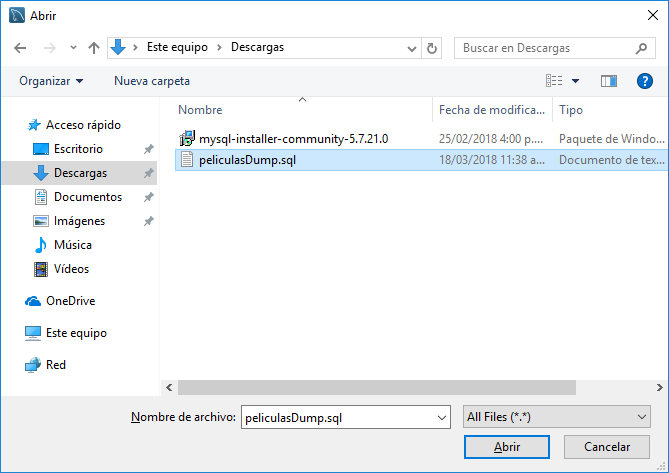 Abrir
Este equipo > Descargas
Buscar en Descargas
Organizar
Nueva carpeta
?
Nombre
Fecha de modifica...
Tipo
Acceso rápido
Escritorio
Descargas
Documentos
Imágenes
Música
Vídeos
OneDrive
Este equipo
Red
mysql-installer-community-5.7.21.0
25/02/2018 4:00 p....
Paquete de Windo...
peliculasDump.sql
18/03/2018 11:38 a...
Documento de tex...
Nombre de archivo:
peliculasDump.sql
All Files (*.*)
Abrir
Cancelar